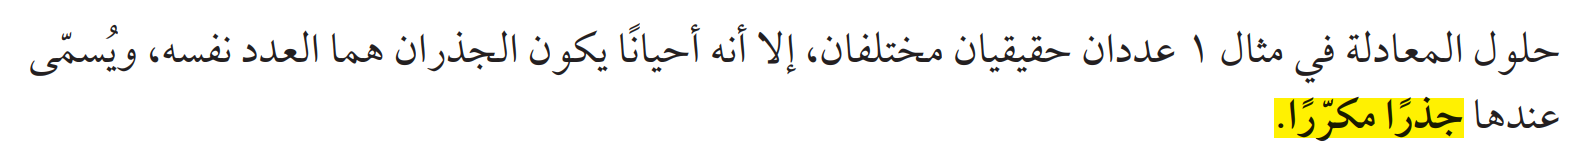 حلول المعادلة في مثال ١ عددان حقيقيان مختلفان، إلا أنه أحيانًا يكون الجذران هما العدد نفسه، ويُسمّى
عندها جذرًا مكرّرًا.